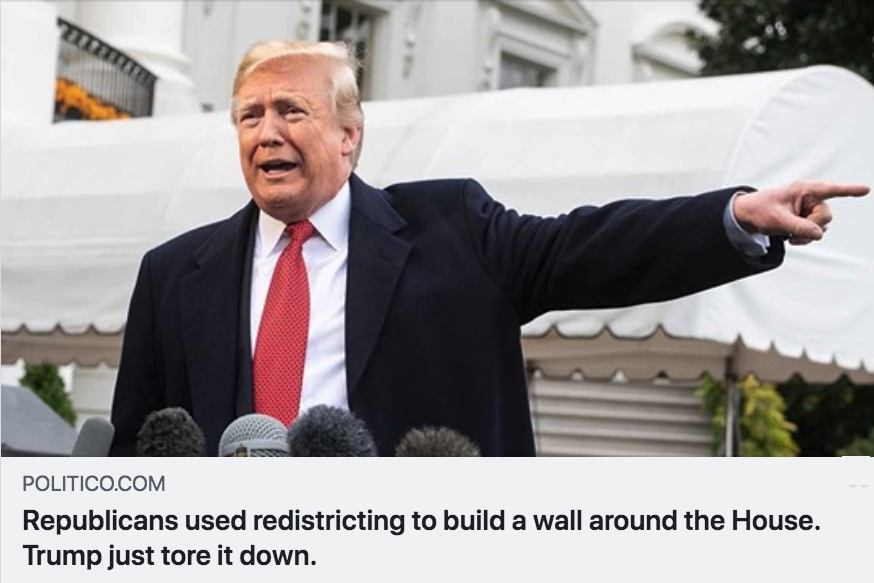 POLITICO.COM
Republicans used redistricting to build a wall around the House.
Trump just tore it down.